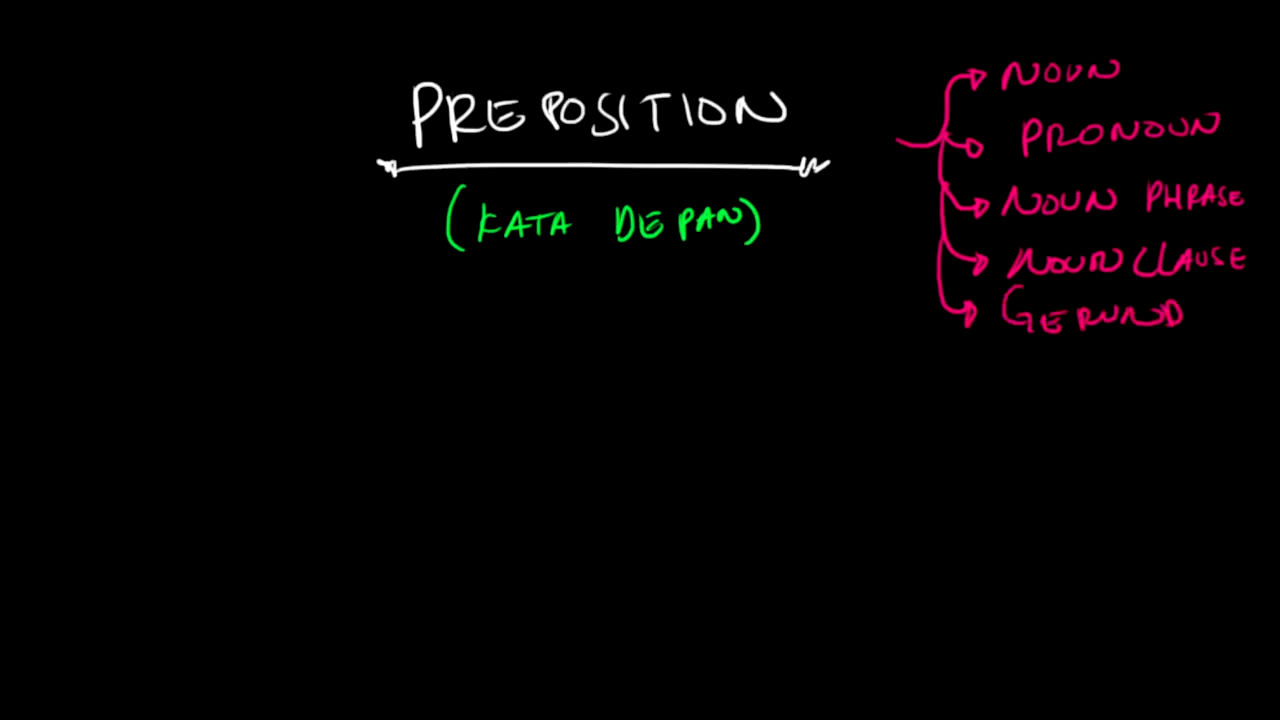 PREPOSITION
(KATA DEPAN)
NOUN
PRONOUN
NOUN PHRASE
NOUN CLAUSE
GERUND